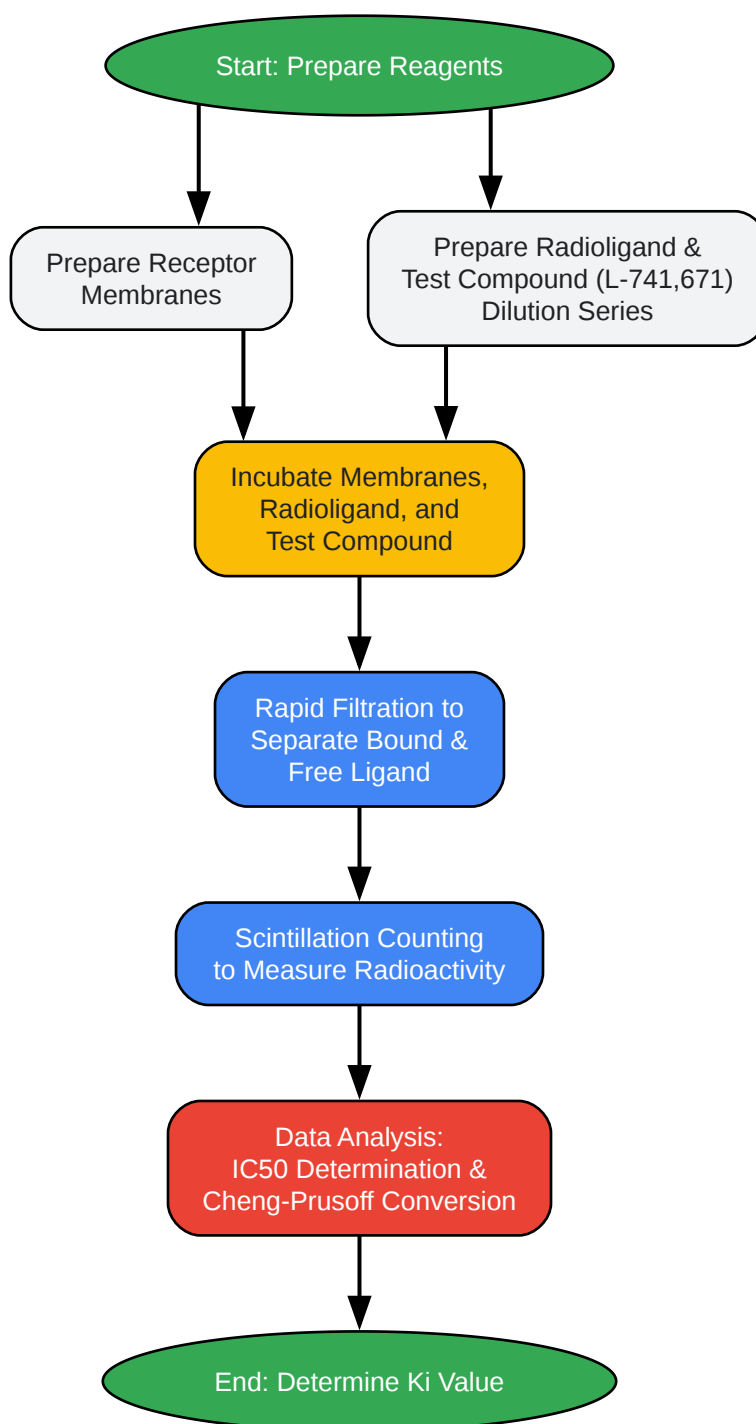 Start: Prepare Reagents
Prepare Receptor
Membranes
Prepare Radioligand &
Test Compound (L-741,671)
Dilution Series
Incubate Membranes,
Radioligand, and
Test Compound
Rapid Filtration to
Separate Bound &
Free Ligand
Scintillation Counting
to Measure Radioactivity
Data Analysis:
IC50 Determination &
Cheng-Prusoff Conversion
End: Determine Ki Value